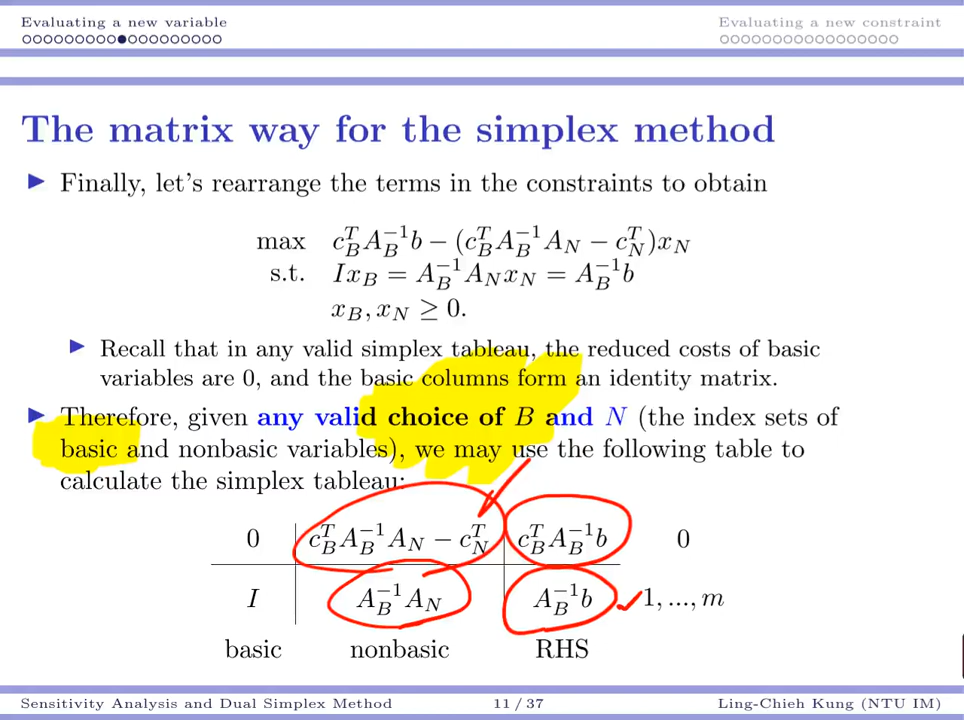 Evaluating a new variable
Evaluating a new constraint
The matrix way for the simplex method
Finally, let's rearrange the terms in the constraints to obtain
max c_B^T A_B^{-1} b − (c_B^T A_B^{-1} A_N − c_N^T)x_N
s.t. Ix_B = A_B^{-1} A_N x_N = A_B^{-1} b
x_B, x_N ≥ 0.
Recall that in any valid simplex tableau, the reduced costs of basic
variables are 0, and the basic columns form an identity matrix.
Therefore, given any valid choice of B and N (the index sets of
basic and nonbasic variables), we may use the following table to
calculate the simplex tableau:
0 c_B^T A_B^{-1} A_N − c_N^T c_B^T A_B^{-1} b 0
I A_B^{-1} A_N A_B^{-1} b 1, ..., m
basic nonbasic RHS
Sensitivity Analysis and Dual Simplex Method 11 / 37 Ling-Chieh Kung (NTU IM)